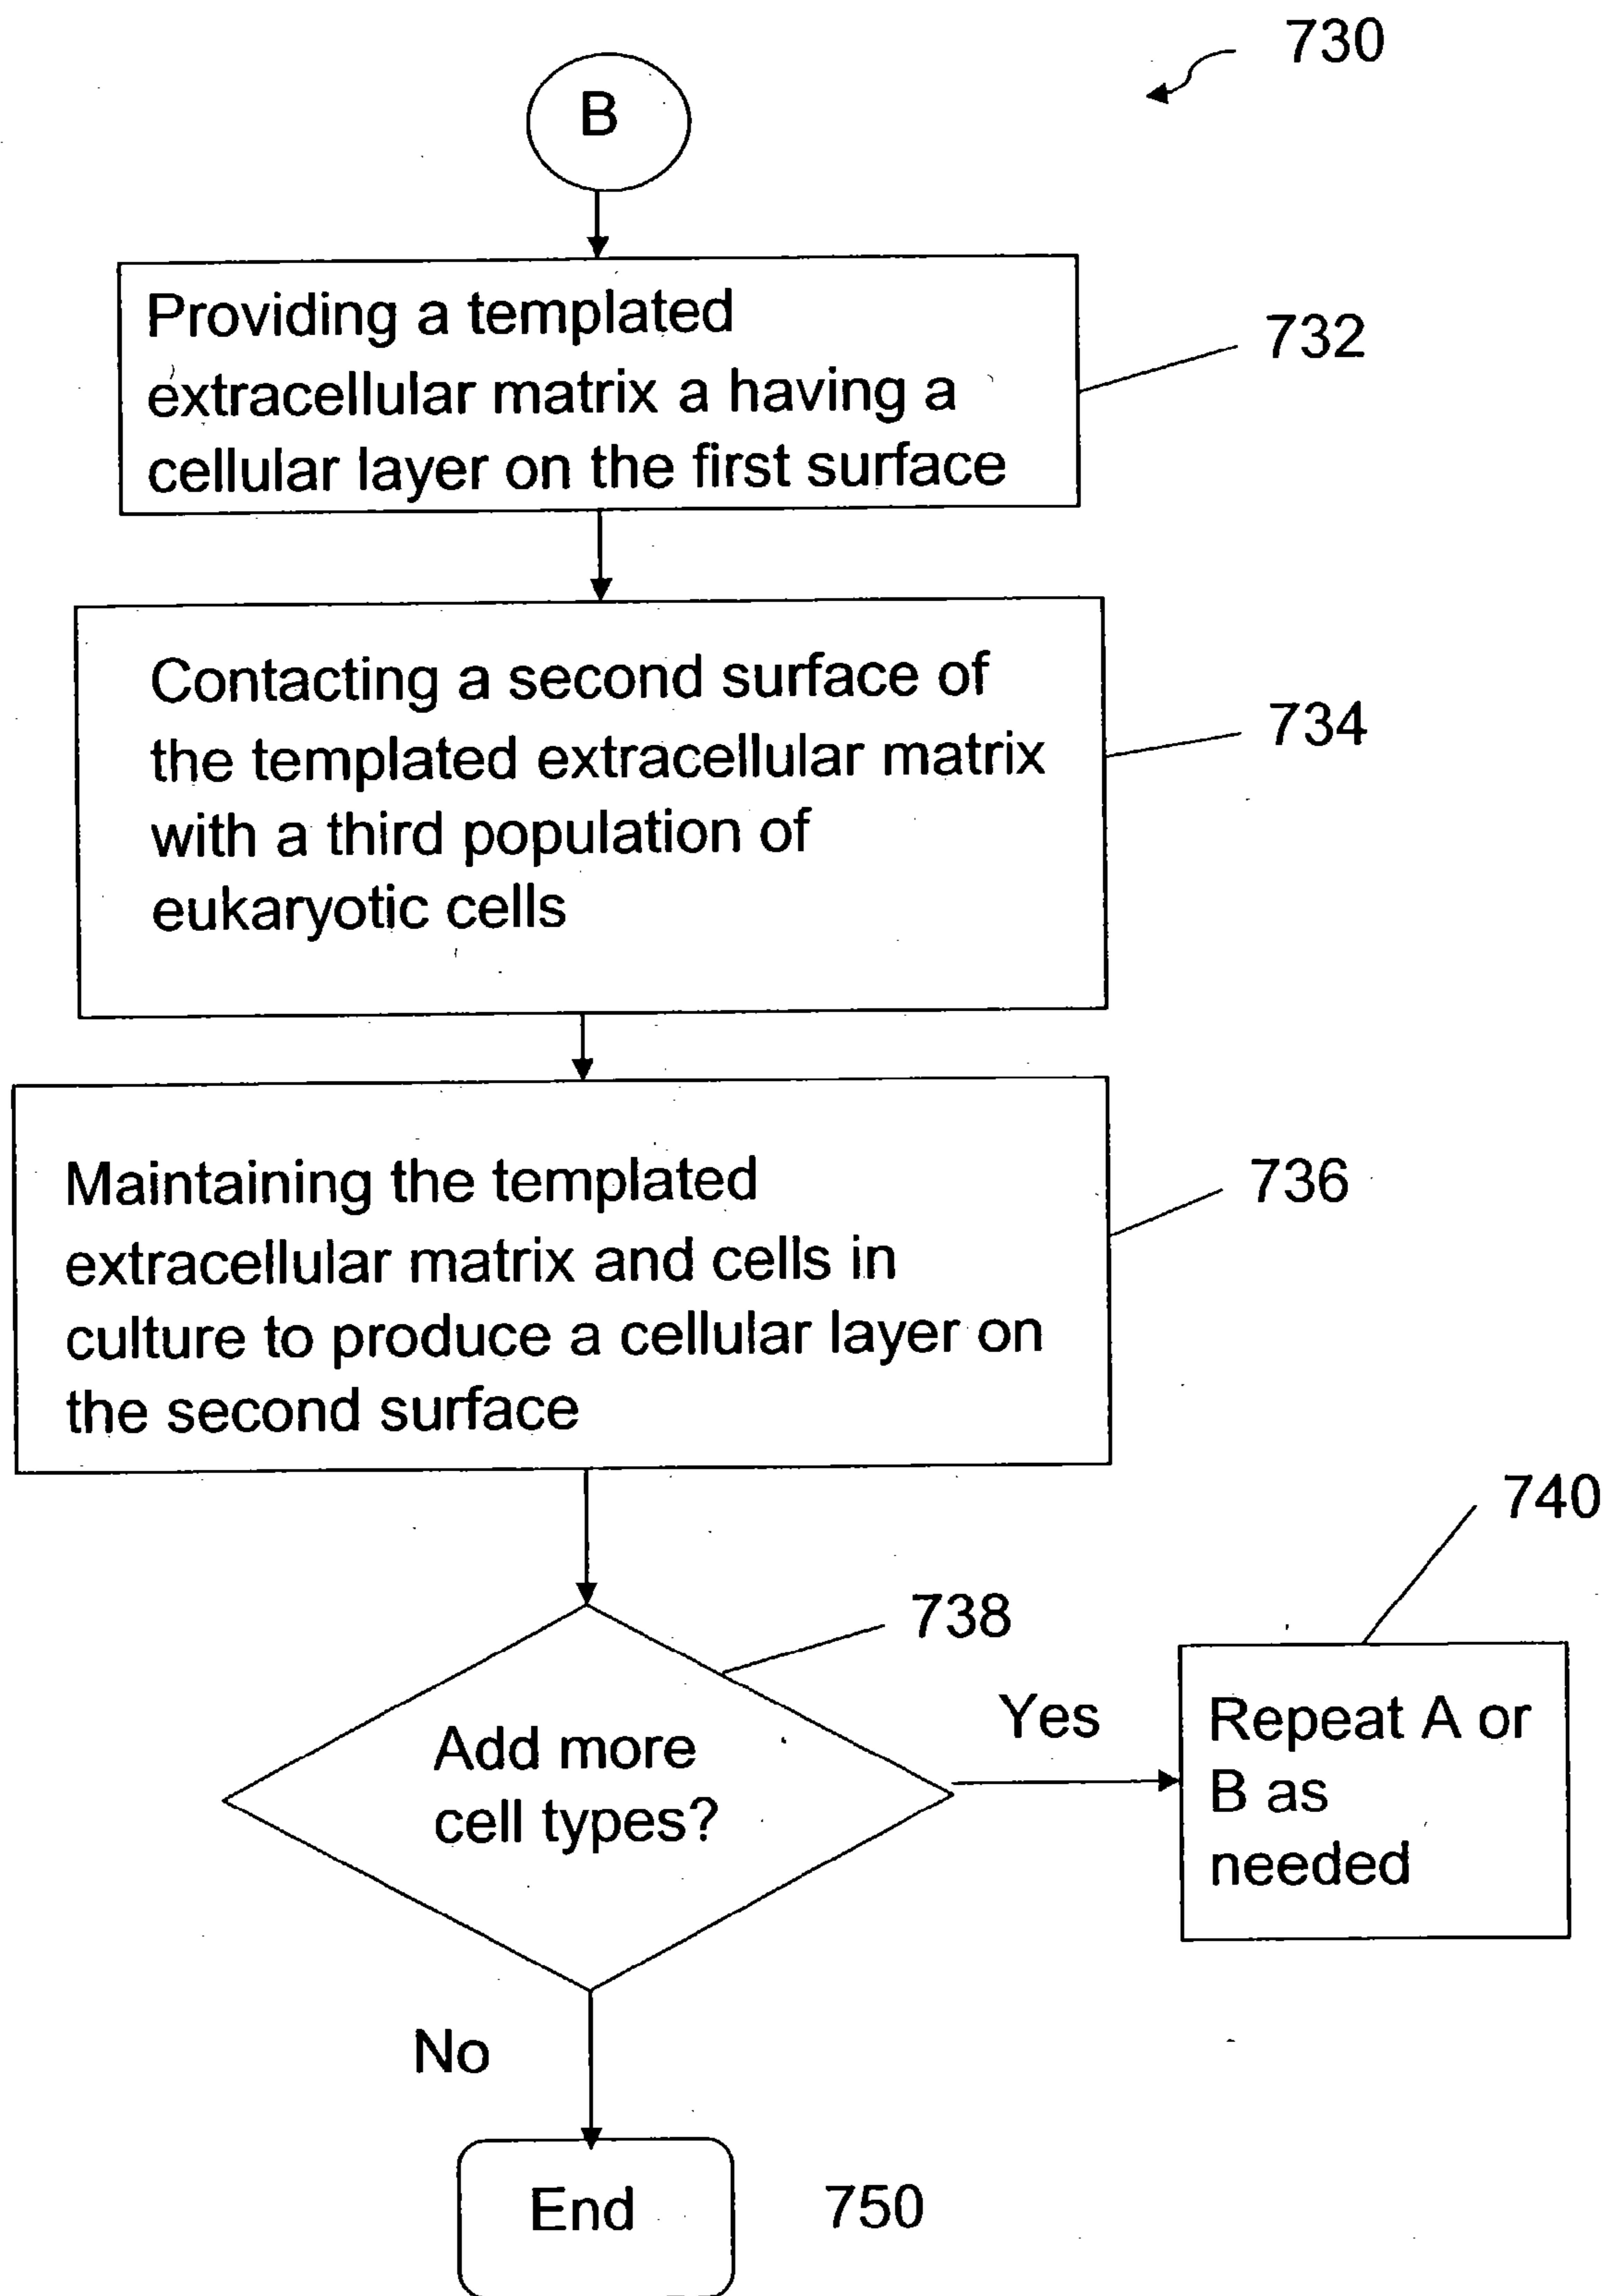 730
B
Providing a templated
extracellular matrix a having a
cellular layer on the first surface
732
Contacting a second surface of
the templated extracellular matrix
with a third population of
eukaryotic cells
734
Maintaining the templated
extracellular matrix and cells in
culture to produce a cellular layer on
the second surface
736
740
738
Add more
cell types?
Yes
Repeat A or
B as
needed
No
End
750